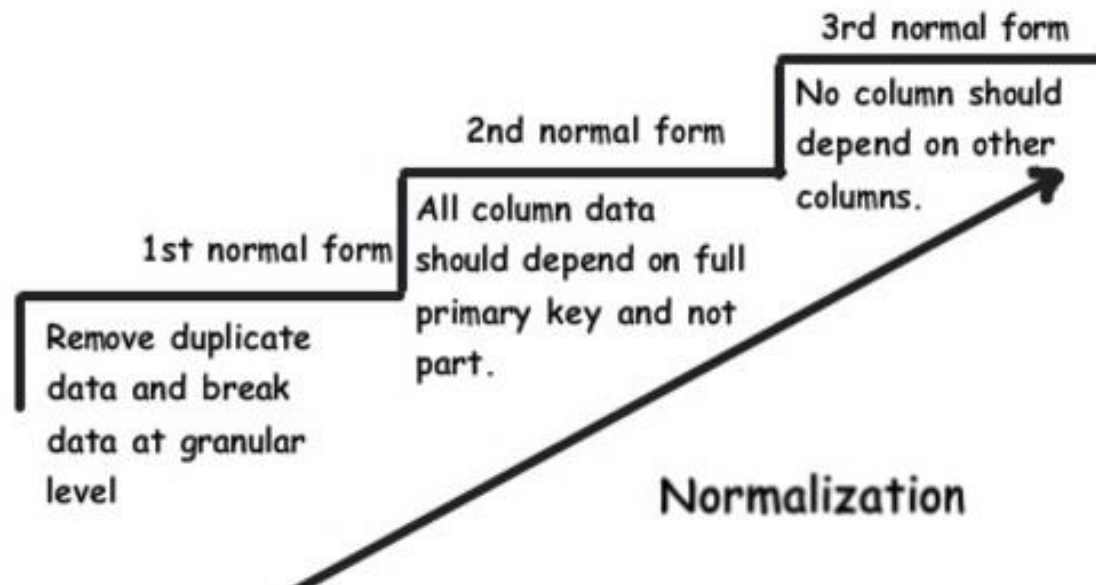 1st normal form
Remove duplicate
data and break
data at granular
level
2nd normal form
All column data
should depend on full
primary key and not
part.
3rd normal form
No column should
depend on other
columns.
Normalization